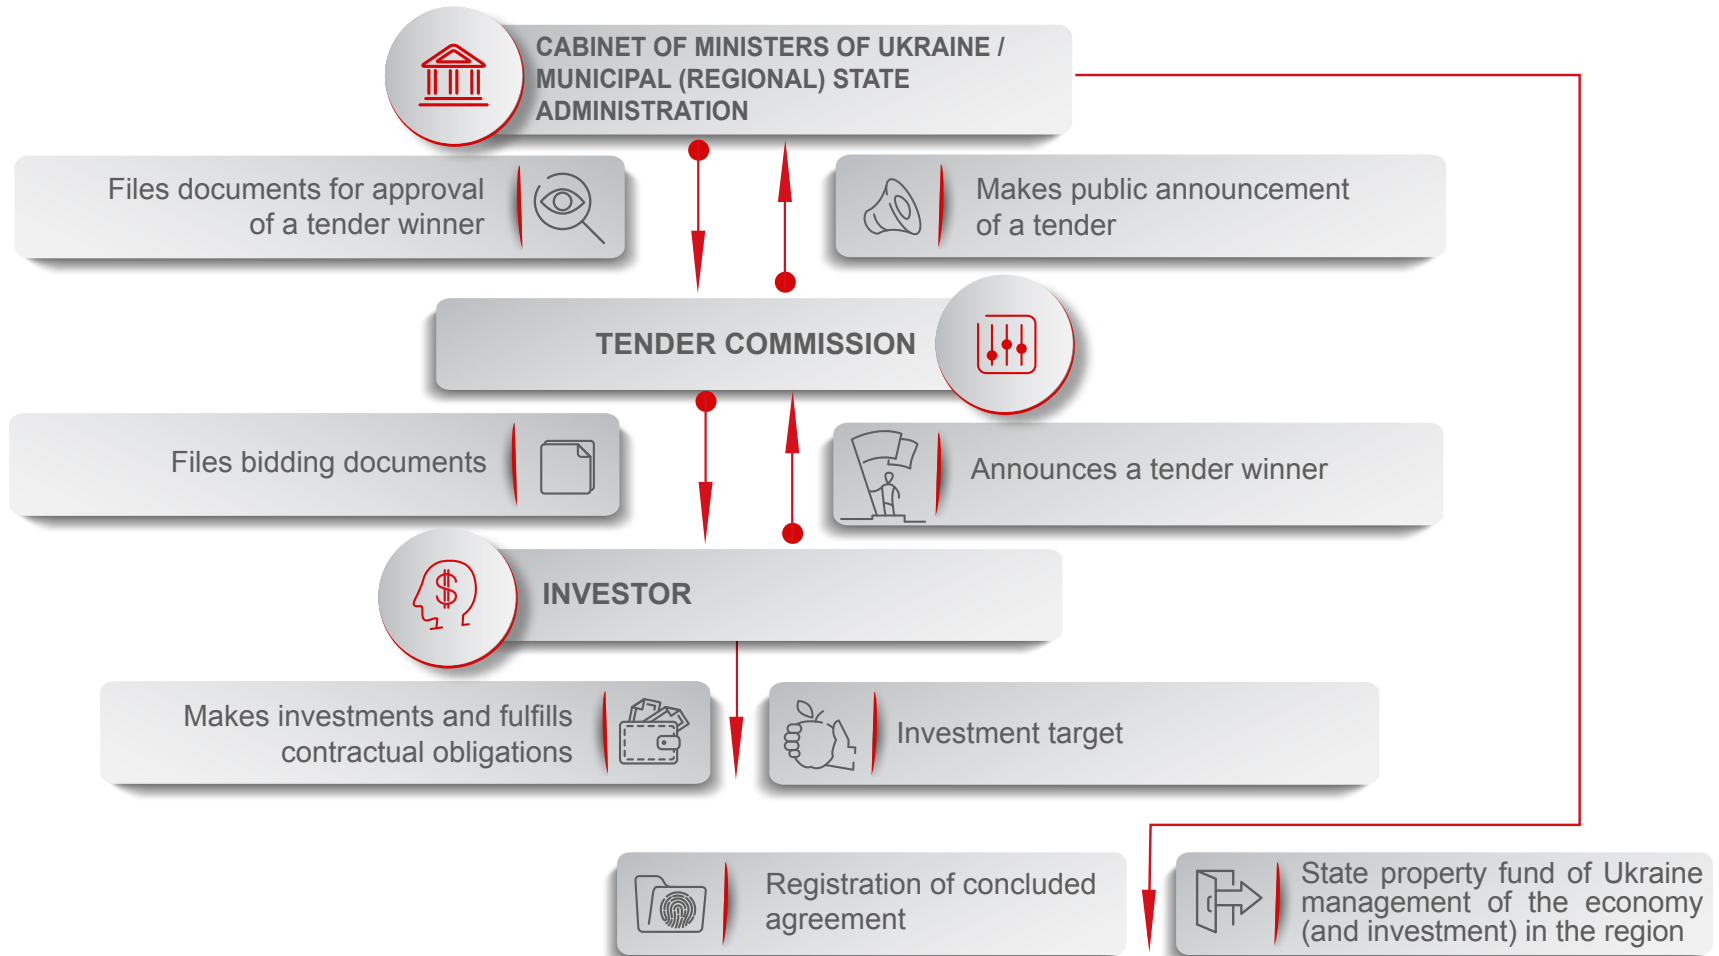 CABINET OF MINISTERS OF UKRAINE /
MUNICIPAL (REGIONAL) STATE
ADMINISTRATION
Files documents for approval
of a tender winner
Makes public announcement
of a tender
TENDER COMMISSION
Files bidding documents
Announces a tender winner
INVESTOR
Makes investments and fulfills
contractual obligations
Investment target
Registration of concluded
agreement
State property fund of Ukraine
management of the economy
(and investment) in the region